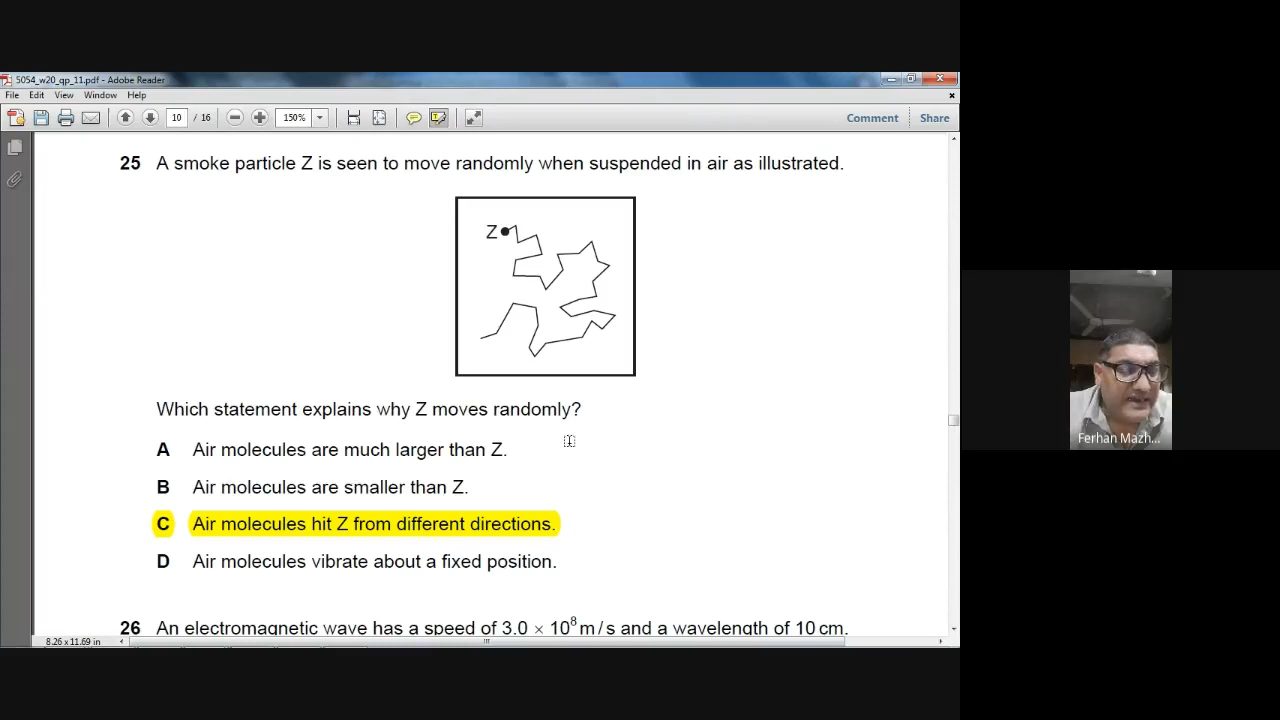 5054_w20_qp_11.pdf - Adobe Reader
File Edit View Window Help
10 / 16 150% Comment Share
25 A smoke particle Z is seen to move randomly when suspended in air as illustrated.
Z
Which statement explains why Z moves randomly?
A Air molecules are much larger than Z.
B Air molecules are smaller than Z.
C Air molecules hit Z from different directions.
D Air molecules vibrate about a fixed position.
26 An electromagnetic wave has a speed of 3.0 × 10⁸ m/s and a wavelength of 10 cm.
8.26 x 11.69 in
Ferhan Mazh...